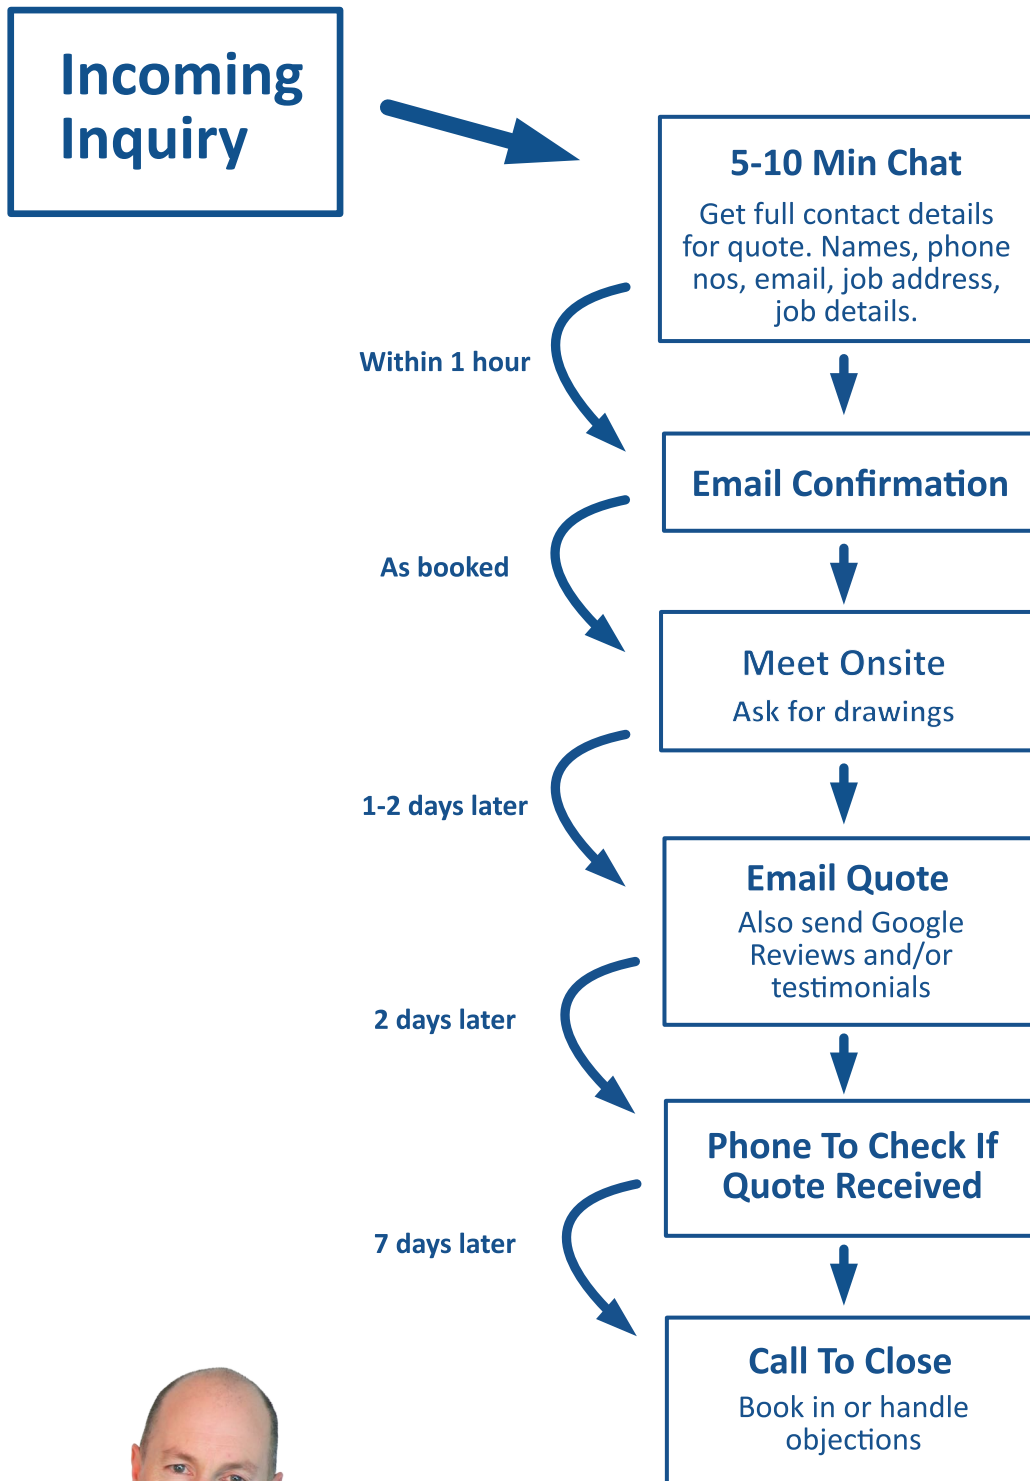 Incoming
Inquiry
5-10 Min Chat
Get full contact details
for quote. Names, phone
nos, email, job address,
job details.
Within 1 hour
Email Confirmation
As booked
Meet Onsite
Ask for drawings
1-2 days later
Email Quote
Also send Google
Reviews and/or
testimonials
2 days later
Phone To Check If
Quote Received
7 days later
Call To Close
Book in or handle
objections